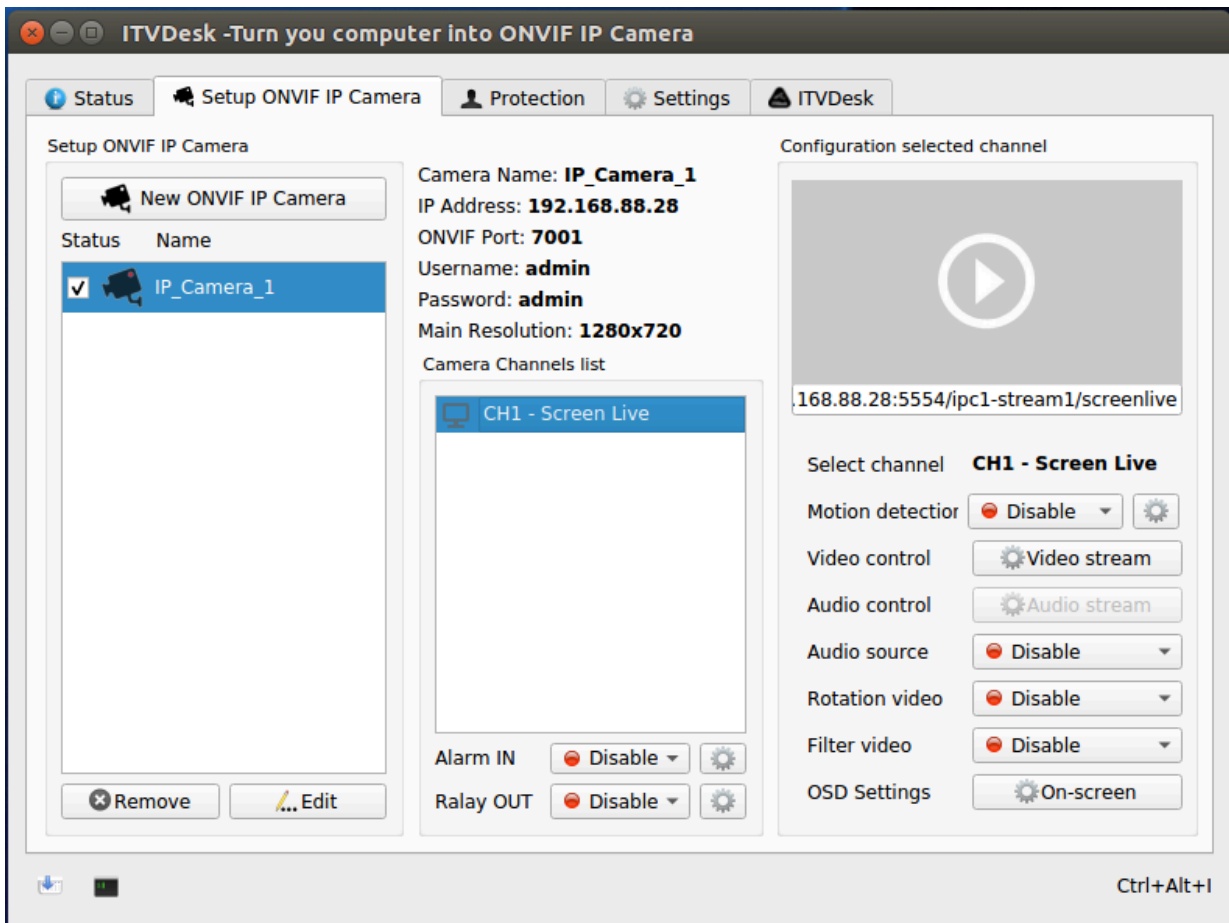 ITVDesk -Turn you computer into ONVIF IP Camera
Status
Setup ONVIF IP Camera
Protection
Settings
ITVDesk
Setup ONVIF IP Camera
New ONVIF IP Camera
Status Name
IP_Camera_1
Remove
Edit
Camera Name: IP_Camera_1
IP Address: 192.168.88.28
ONVIF Port: 7001
Username: admin
Password: admin
Main Resolution: 1280x720
Camera Channels list
CH1 - Screen Live
Alarm IN Disable
Ralay OUT Disable
Configuration selected channel
.168.88.28:5554/ipc1-stream1/screenlive
Select channel CH1 - Screen Live
Motion detection Disable
Video control Video stream
Audio control Audio stream
Audio source Disable
Rotation video Disable
Filter video Disable
OSD Settings On-screen
Ctrl+Alt+I